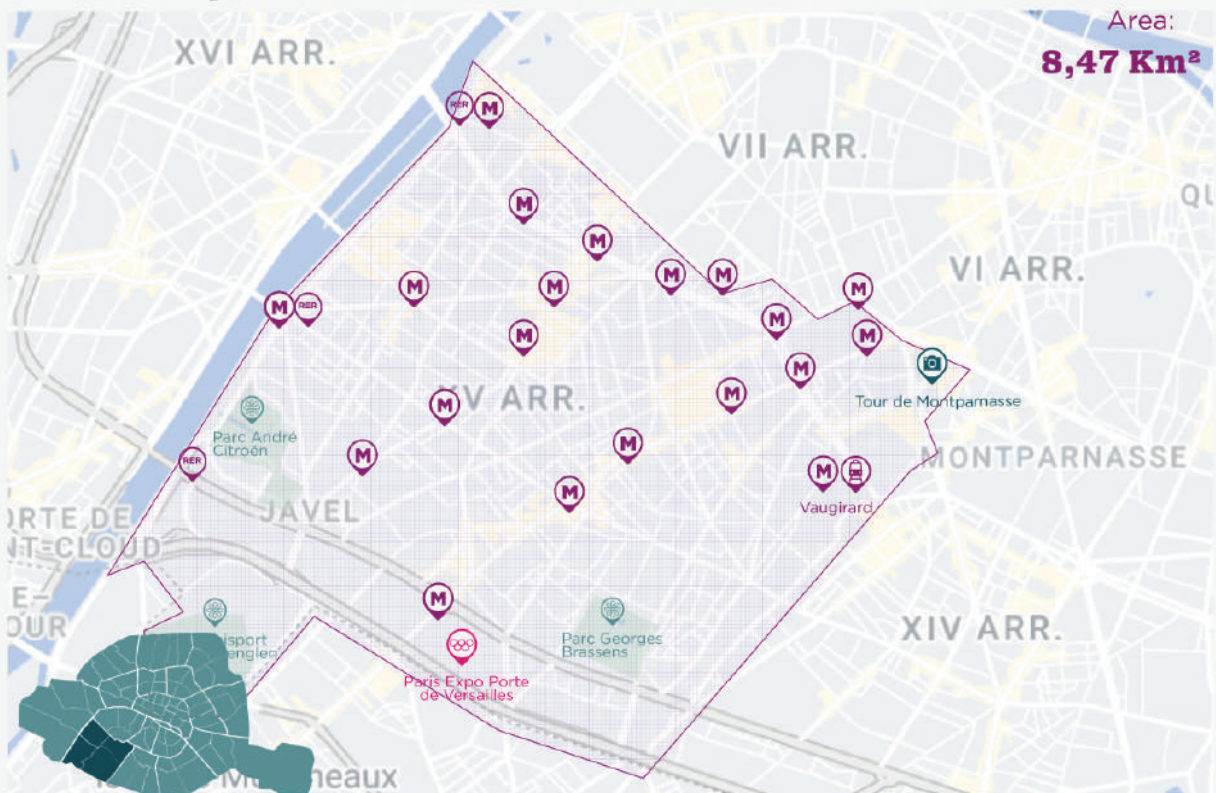 Area:
8,47 Km²
XVI ARR.
RER
M
VII ARR.
M
M
VI ARR.
M
M
M
M
M
M
RER
M
M
M
M
XV ARR.
M
M
Tour de Montparnasse
Parc André
Citroën
M
M
MONTPARNASSE
RER
M
Vaugirard
M
JAVEL
PORTE DE
NT-CLOUD
M
XIV ARR.
Parc Georges
Brassens
Paris Expo Porte
de Versailles